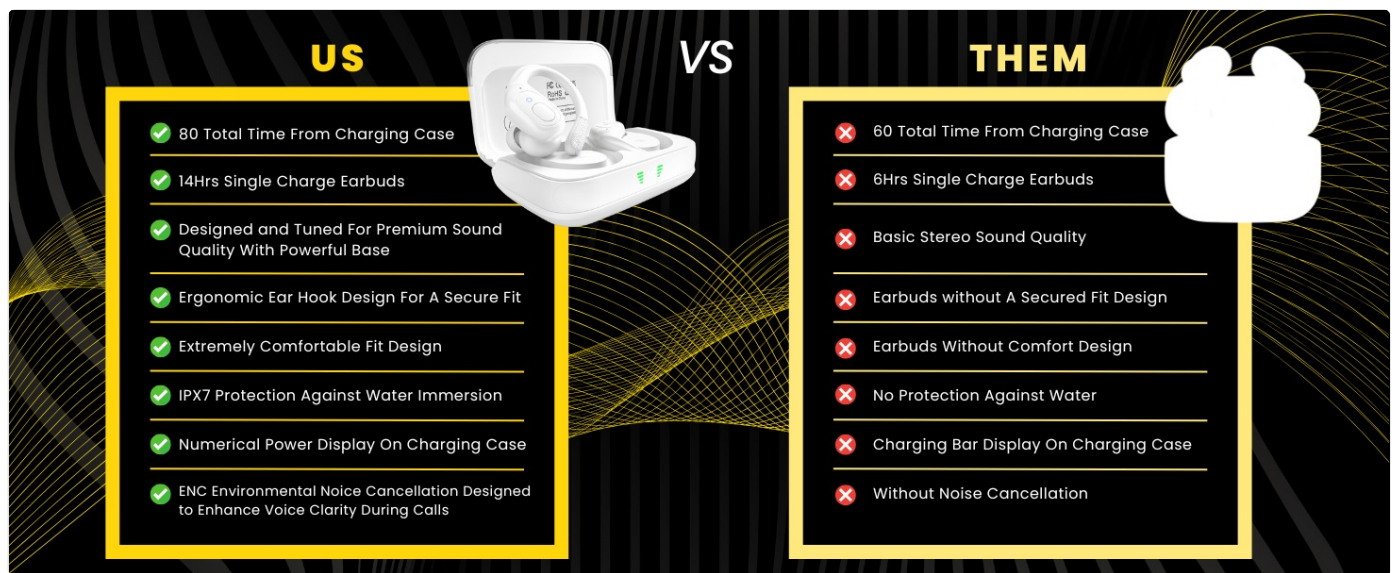 US
VS
THEM
80 Total Time From Charging Case
14Hrs Single Charge Earbuds
Designed and Tuned For Premium Sound
Quality With Powerful Base
Ergonomic Ear Hook Design For A Secure Fit
Extremely Comfortable Fit Design
IPX7 Protection Against Water Immersion
Numerical Power Display On Charging Case
ENC Environmental Noice Cancellation Designed
to Enhance Voice Clarity During Calls
60 Total Time From Charging Case
6Hrs Single Charge Earbuds
Basic Stereo Sound Quality
Earbuds without A Secured Fit Design
Earbuds Without Comfort Design
No Protection Against Water
Charging Bar Display On Charging Case
Without Noise Cancellation
RoHS